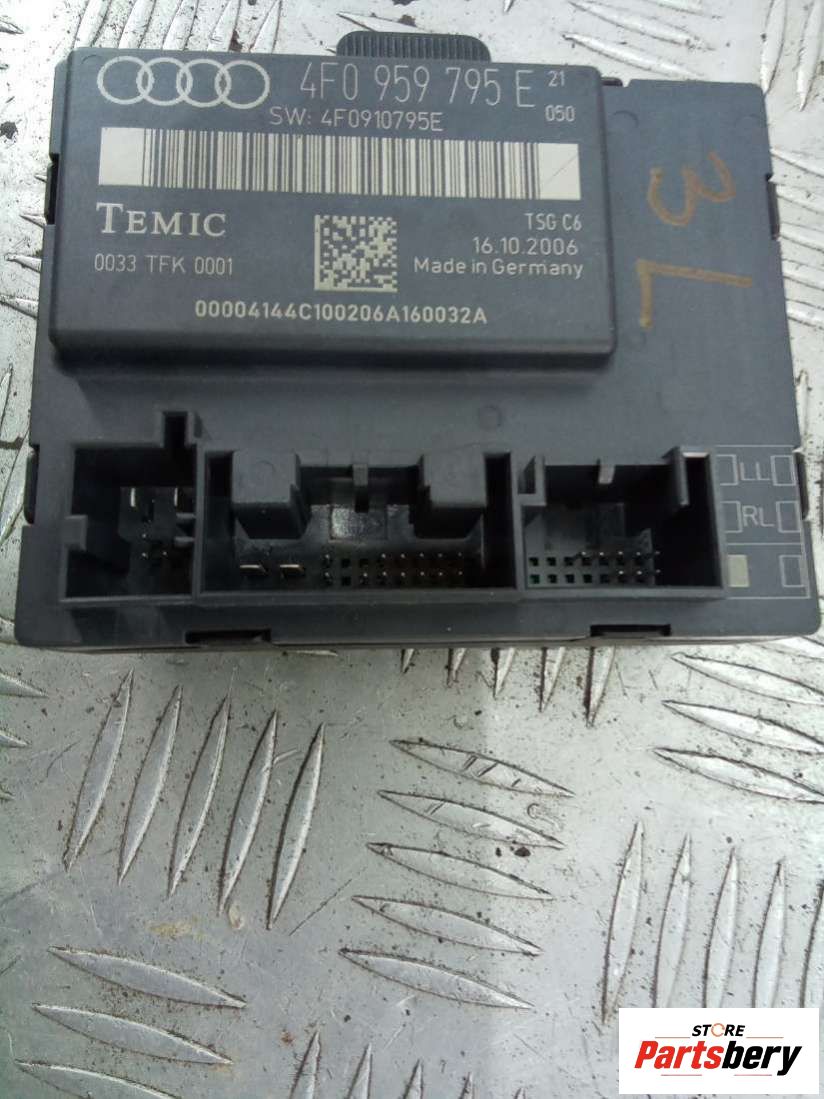 4F0 959 795 E 21
SW: 4F0910795E 050
TEMIC
TSG C6
16.10.2006
0033 TFK 0001
Made in Germany
00004144C100206A160032A
3
L
LL
RL
STORE
Partsbery